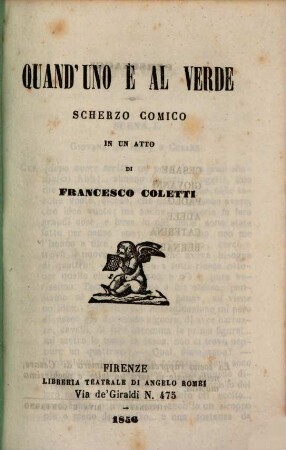 QUAND'UNO È AL VERDE
SCHERZO COMICO
IN UN ATTO
DI
FRANCESCO COLETTI
FIRENZE
LIBRERIA TEATRALE DI ANGELO ROMEI
Via de'Giraldi N. 475
1856